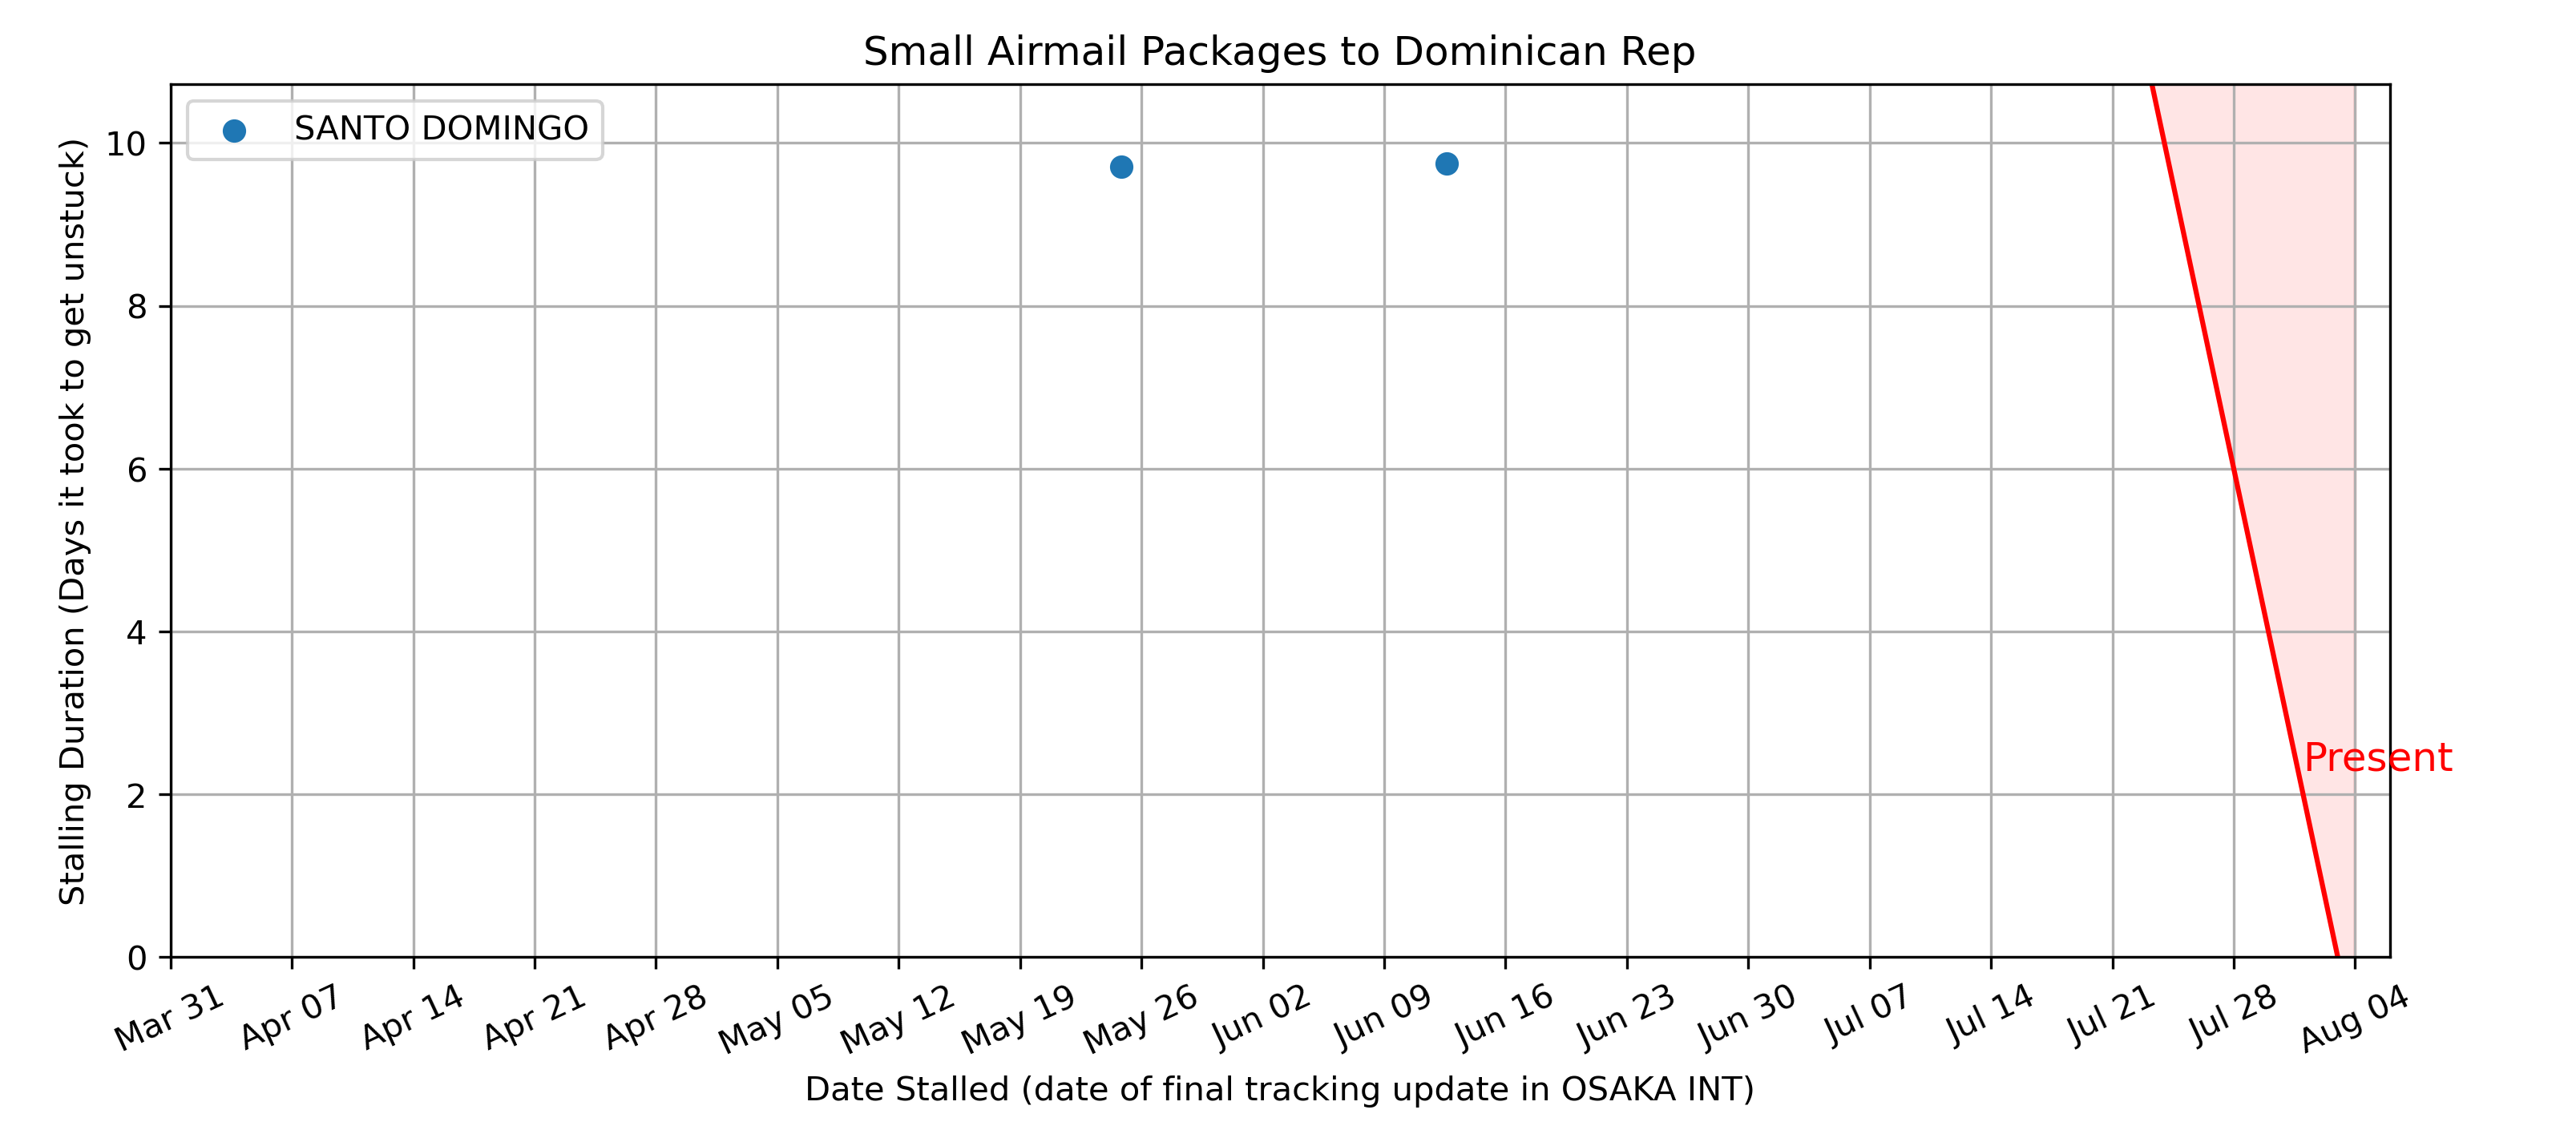 Small Airmail Packages to Dominican Rep
SANTO DOMINGO
Stalling Duration (Days it took to get unstuck)
10
8
6
4
2
0
Present
Mar 31
Apr 07
Apr 14
Apr 21
Apr 28
May 05
May 12
May 19
May 26
Jun 02
Jun 09
Jun 16
Jun 23
Jun 30
Jul 07
Jul 14
Jul 21
Jul 28
Aug 04
Date Stalled (date of final tracking update in OSAKA INT)